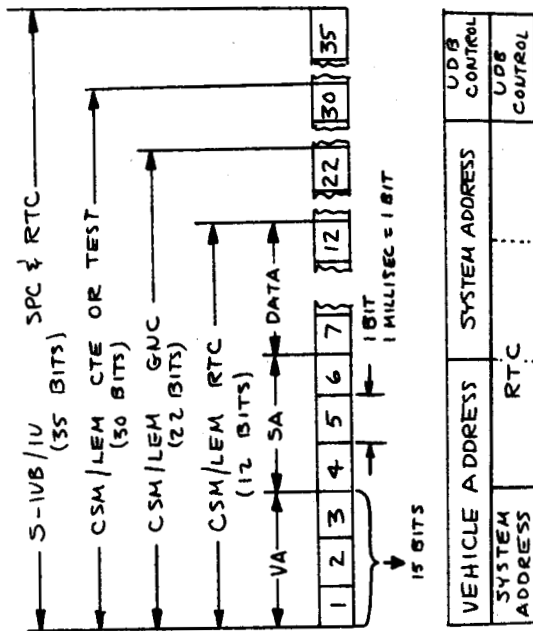 S-IVB/IU SPC & RTC
(35 BITS)
CSM/LEM CTE OR TEST
(30 BITS)
CSM/LEM GNC
(22 BITS)
CSM/LEM RTC
(12 BITS)
VA SA DATA
1 2 3 4 5 6 7 12 22 30 35
1 BIT
1 MILLISEC = 1 BIT
15 BITS
VEHICLE ADDRESS SYSTEM ADDRESS UDB CONTROL
SYSTEM ADDRESS RTC UDB CONTROL